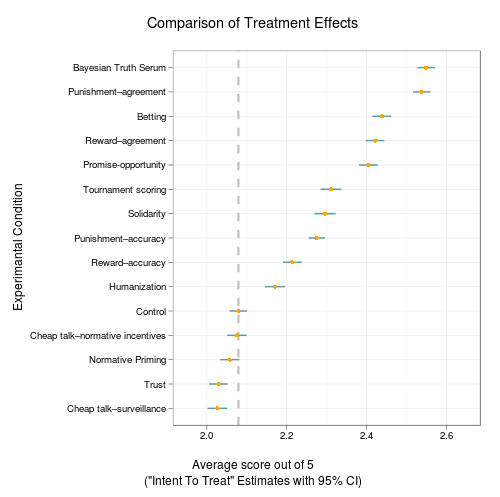 Comparison of Treatment Effects
Experimantal Condition
Bayesian Truth Serum
Punishment–agreement
Betting
Reward–agreement
Promise-opportunity
Tournament scoring
Solidarity
Punishment–accuracy
Reward–accuracy
Humanization
Control
Cheap talk–normative incentives
Normative Priming
Trust
Cheap talk–surveillance
2.0 2.2 2.4 2.6
Average score out of 5
("Intent To Treat" Estimates with 95% CI)